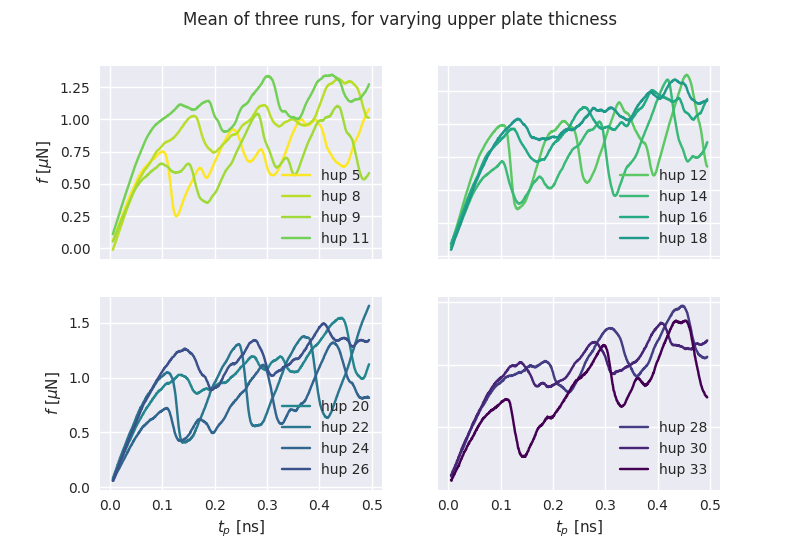 Mean of three runs, for varying upper plate thicness
1.25
1.00
0.75
0.50
0.25
0.00
f [μN]
hup 5
hup 8
hup 9
hup 11
hup 12
hup 14
hup 16
hup 18
1.5
1.0
0.5
0.0
f [μN]
hup 20
hup 22
hup 24
hup 26
hup 28
hup 30
hup 33
0.0 0.1 0.2 0.3 0.4 0.5
0.0 0.1 0.2 0.3 0.4 0.5
t_p [ns]
t_p [ns]